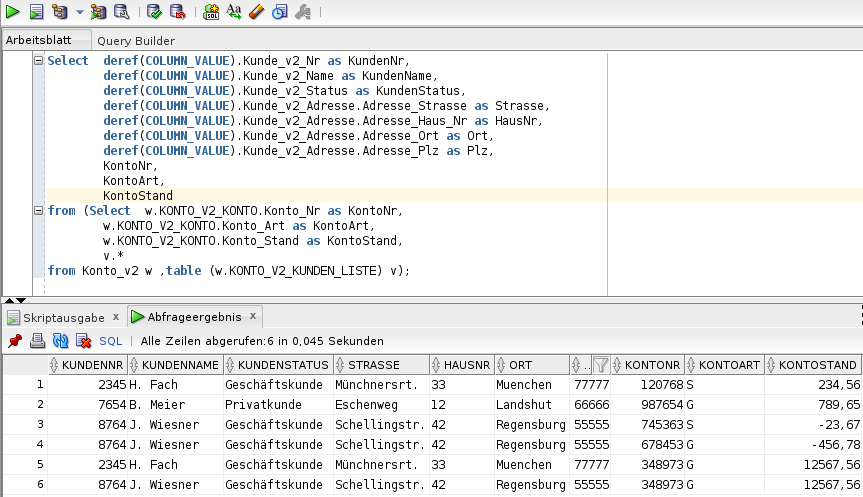 Arbeitsblatt Query Builder
Select deref(COLUMN_VALUE).Kunde_v2_Nr as KundenNr,
deref(COLUMN_VALUE).Kunde_v2_Name as KundenName,
deref(COLUMN_VALUE).Kunde_v2_Status as KundenStatus,
deref(COLUMN_VALUE).Kunde_v2_Adresse.Adresse_Strasse as Strasse,
deref(COLUMN_VALUE).Kunde_v2_Adresse.Adresse_Haus_Nr as HausNr,
deref(COLUMN_VALUE).Kunde_v2_Adresse.Adresse_Ort as Ort,
deref(COLUMN_VALUE).Kunde_v2_Adresse.Adresse_Plz as Plz,
KontoNr,
KontoArt,
KontoStand
from (Select w.KONTO_V2_KONTO.Konto_Nr as KontoNr,
w.KONTO_V2_KONTO.Konto_Art as KontoArt,
w.KONTO_V2_KONTO.Konto_Stand as KontoStand,
v.*
from Konto_v2 w ,table (w.KONTO_V2_KUNDEN_LISTE) v);
Skriptausgabe x Abfrageergebnis x
SQL | Alle Zeilen abgerufen:6 in 0,045 Sekunden
KUNDENNR KUNDENNAME KUNDENSTATUS STRASSE HAUSNR ORT ... KONTONR KONTOART KONTOSTAND
1 2345 H. Fach Geschäftskunde Münchnersrt. 33 Muenchen 77777 120768 S 234,56
2 7654 B. Meier Privatkunde Eschenweg 12 Landshut 66666 987654 G 789,65
3 8764 J. Wiesner Geschäftskunde Schellingstr. 42 Regensburg 55555 745363 S -23,67
4 8764 J. Wiesner Geschäftskunde Schellingstr. 42 Regensburg 55555 678453 G -456,78
5 2345 H. Fach Geschäftskunde Münchnersrt. 33 Muenchen 77777 348973 G 12567,56
6 8764 J. Wiesner Geschäftskunde Schellingstr. 42 Regensburg 55555 348973 G 12567,56